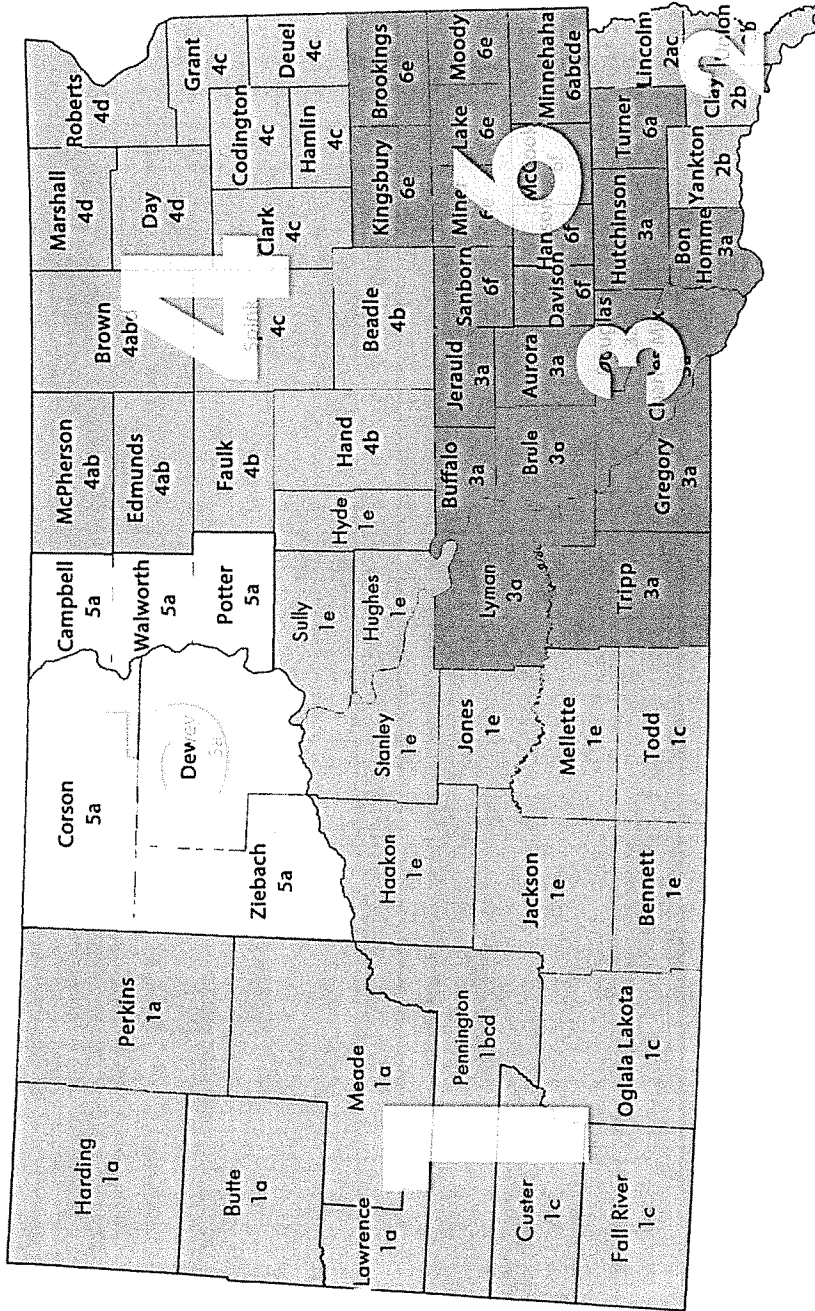 Harding
1a
Perkins
1a
Butte
1a
Meade
1a
Lawrence
1a
Pennington
1bcd
Custer
1c
Fall River
1c
Oglala Lakota
1c
1
Corson
5a
Dewey
5a
Ziebach
5a
Campbell
5a
Walworth
5a
Potter
5a
5
Haakon
1e
Stanley
1e
Sully
1e
Hughes
1e
Hyde
1e
Jackson
1e
Jones
1e
Bennett
1e
Mellette
1e
Todd
1c
McPherson
4ab
Edmunds
4ab
Faulk
4b
Hand
4b
Brown
Spink
4c
Beadle
4b
Marshall
4d
Roberts
4d
Day
4d
Grant
4c
Codington
4c
Deuel
4c
Hamlin
4c
Clark
4c
4
Kingsbury
6e
Brookings
6e
Lake
6e
Moody
6e
Minnehaha
6abcde
Sanborn
6f
Davison
6f
6f
Turner
6a
6
Lyman
3a
Buffalo
3a
Jerauld
3a
Brule
3a
Aurora
3a
Tripp
3a
Gregory
3a
Hutchinson
3a
Bon
Homme
3a
3
Lincoln
2ac
Yankton
2b
Clay
2b
2